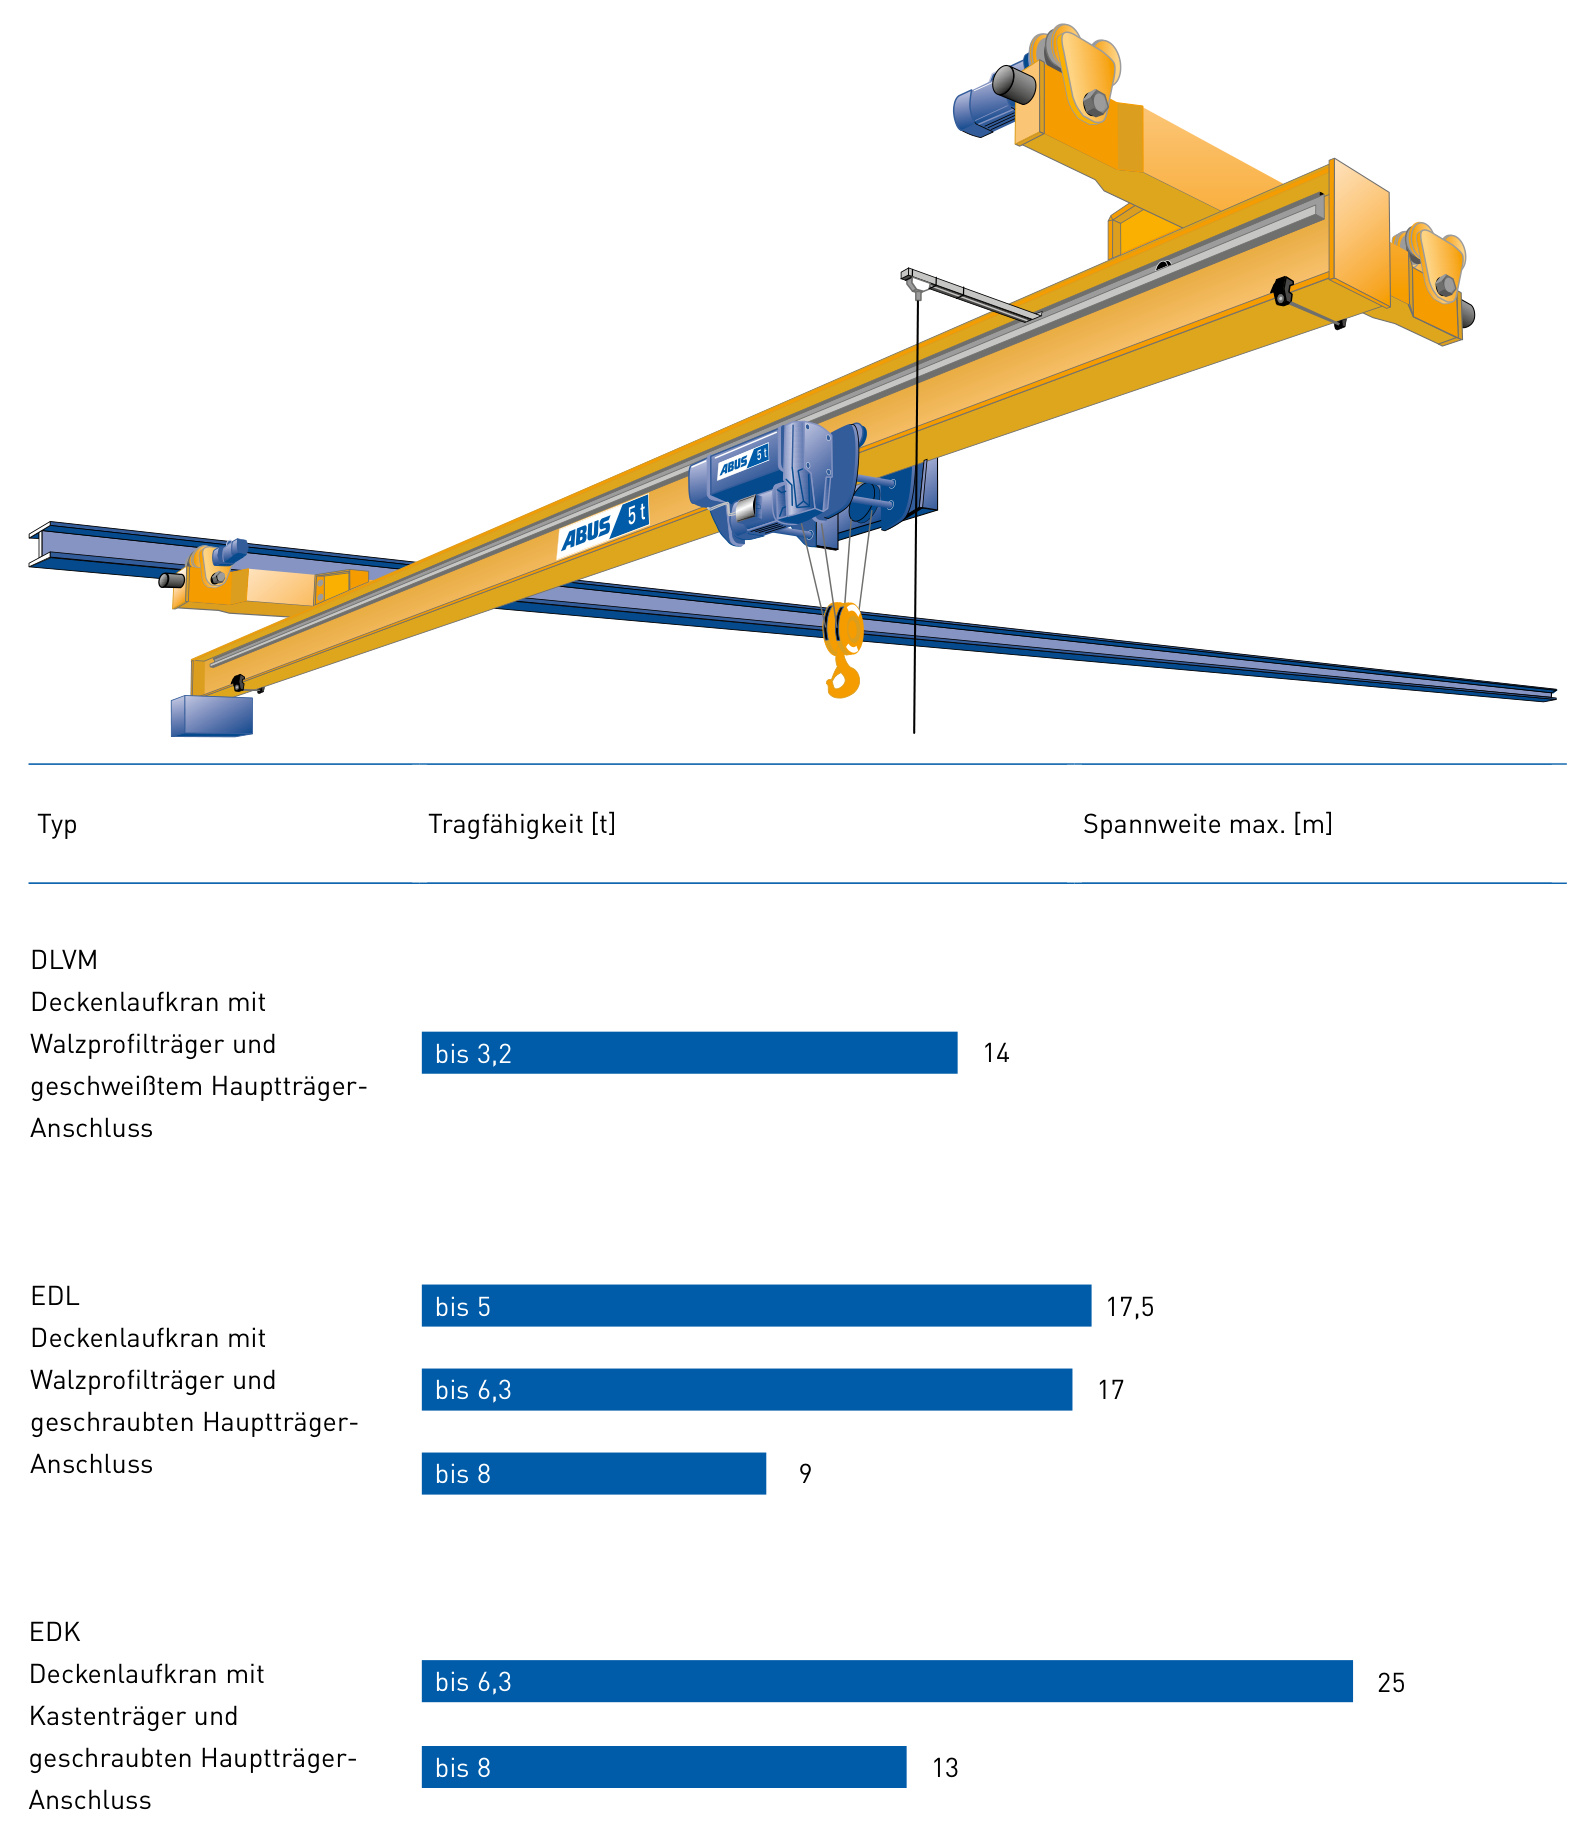 ABUS 5 t
ABUS 5 t
Typ Tragfähigkeit [t] Spannweite max. [m]
DLVM
Deckenlaufkran mit
Walzprofilträger und
geschweißtem Hauptträger-
Anschluss
bis 3,2 14
EDL
Deckenlaufkran mit
Walzprofilträger und
geschraubten Hauptträger-
Anschluss
bis 5 17,5
bis 6,3 17
bis 8 9
EDK
Deckenlaufkran mit
Kastenträger und
geschraubten Hauptträger-
Anschluss
bis 6,3 25
bis 8 13